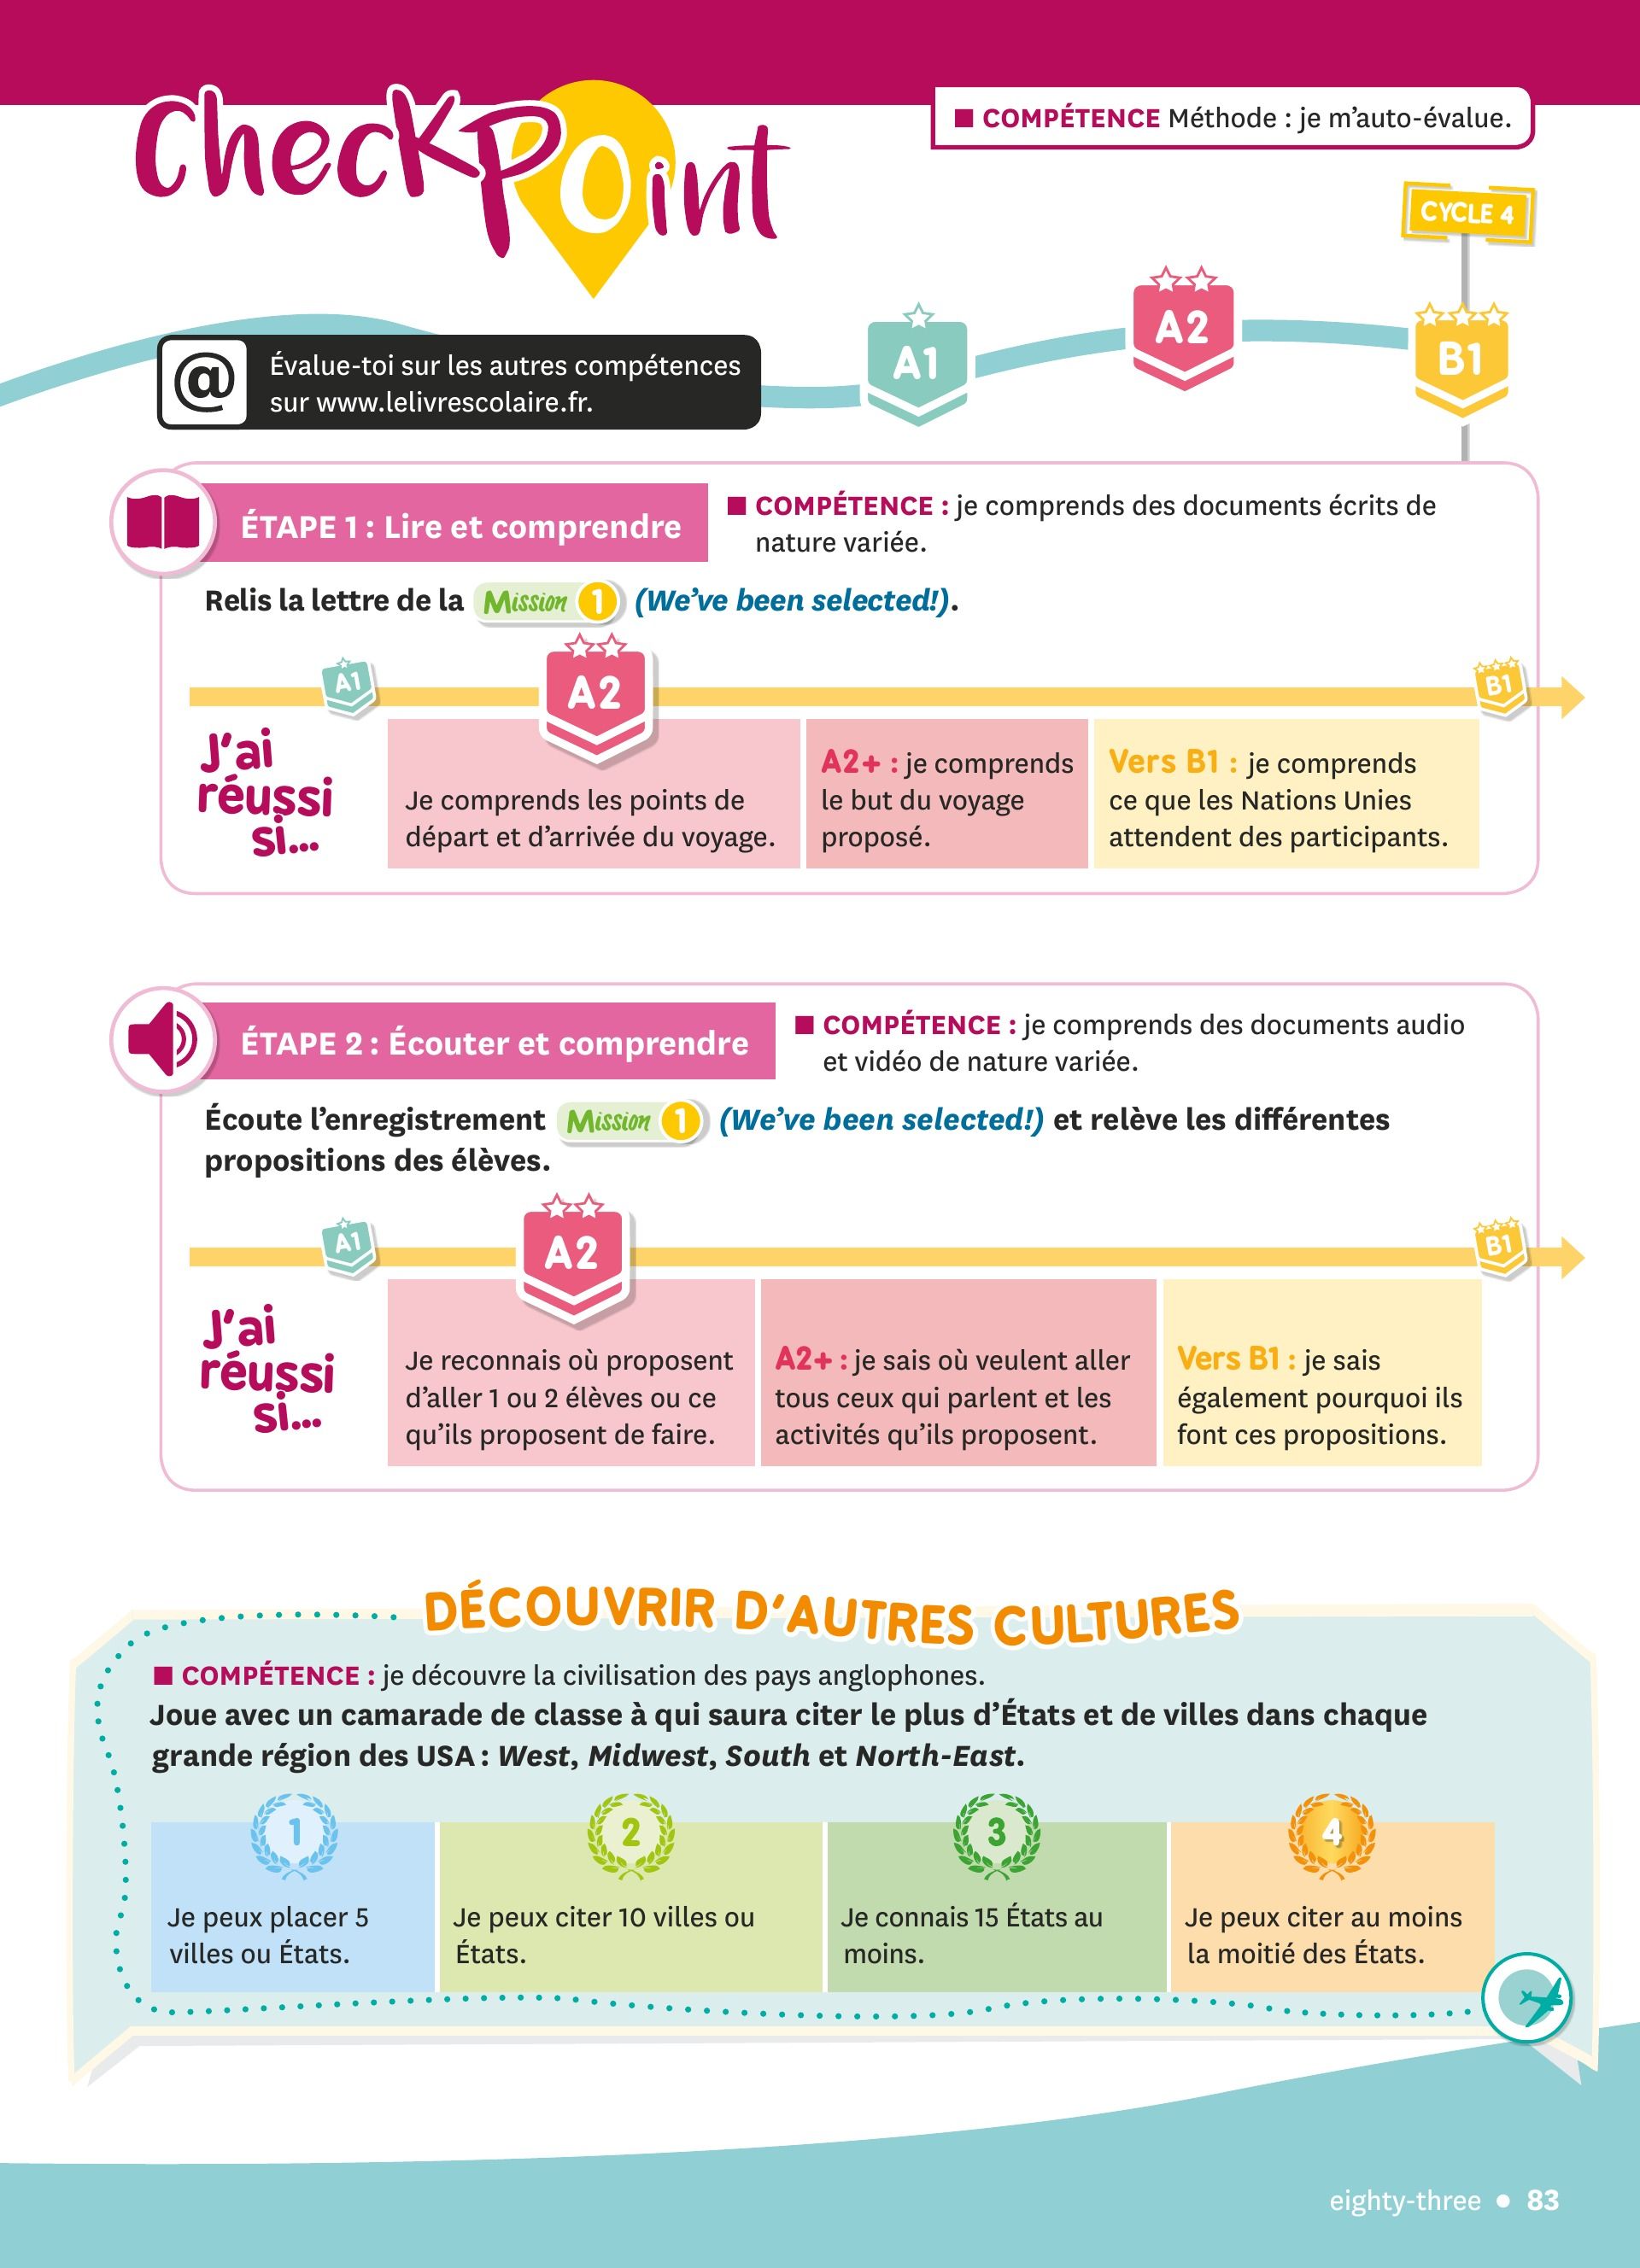 CheckPoint
■ COMPÉTENCE Méthode : je m'auto-évalue.
CYCLE 4
A1
A2
B1
@
Évalue-toi sur les autres compétences
sur www.lelivrescolaire.fr.
ÉTAPE 1 : Lire et comprendre
■ COMPÉTENCE : je comprends des documents écrits de
nature variée.
Relis la lettre de la Mission 1 (We've been selected!).
A1
A2
B1
J'ai
réussi
si...
Je comprends les points de
départ et d'arrivée du voyage.
A2+ : je comprends
le but du voyage
proposé.
Vers B1 : je comprends
ce que les Nations Unies
attendent des participants.
ÉTAPE 2 : Écouter et comprendre
■ COMPÉTENCE : je comprends des documents audio
et vidéo de nature variée.
Écoute l'enregistrement Mission 1 (We've been selected!) et relève les différentes
propositions des élèves.
A1
A2
B1
J'ai
réussi
si...
Je reconnais où proposent
d'aller 1 ou 2 élèves ou ce
qu'ils proposent de faire.
A2+ : je sais où veulent aller
tous ceux qui parlent et les
activités qu'ils proposent.
Vers B1 : je sais
également pourquoi ils
font ces propositions.
DÉCOUVRIR D'AUTRES CULTURES
■ COMPÉTENCE : je découvre la civilisation des pays anglophones.
Joue avec un camarade de classe à qui saura citer le plus d'États et de villes dans chaque
grande région des USA : West, Midwest, South et North-East.
1
Je peux placer 5
villes ou États.
2
Je peux citer 10 villes ou
États.
3
Je connais 15 États au
moins.
4
Je peux citer au moins
la moitié des États.
eighty-three • 83